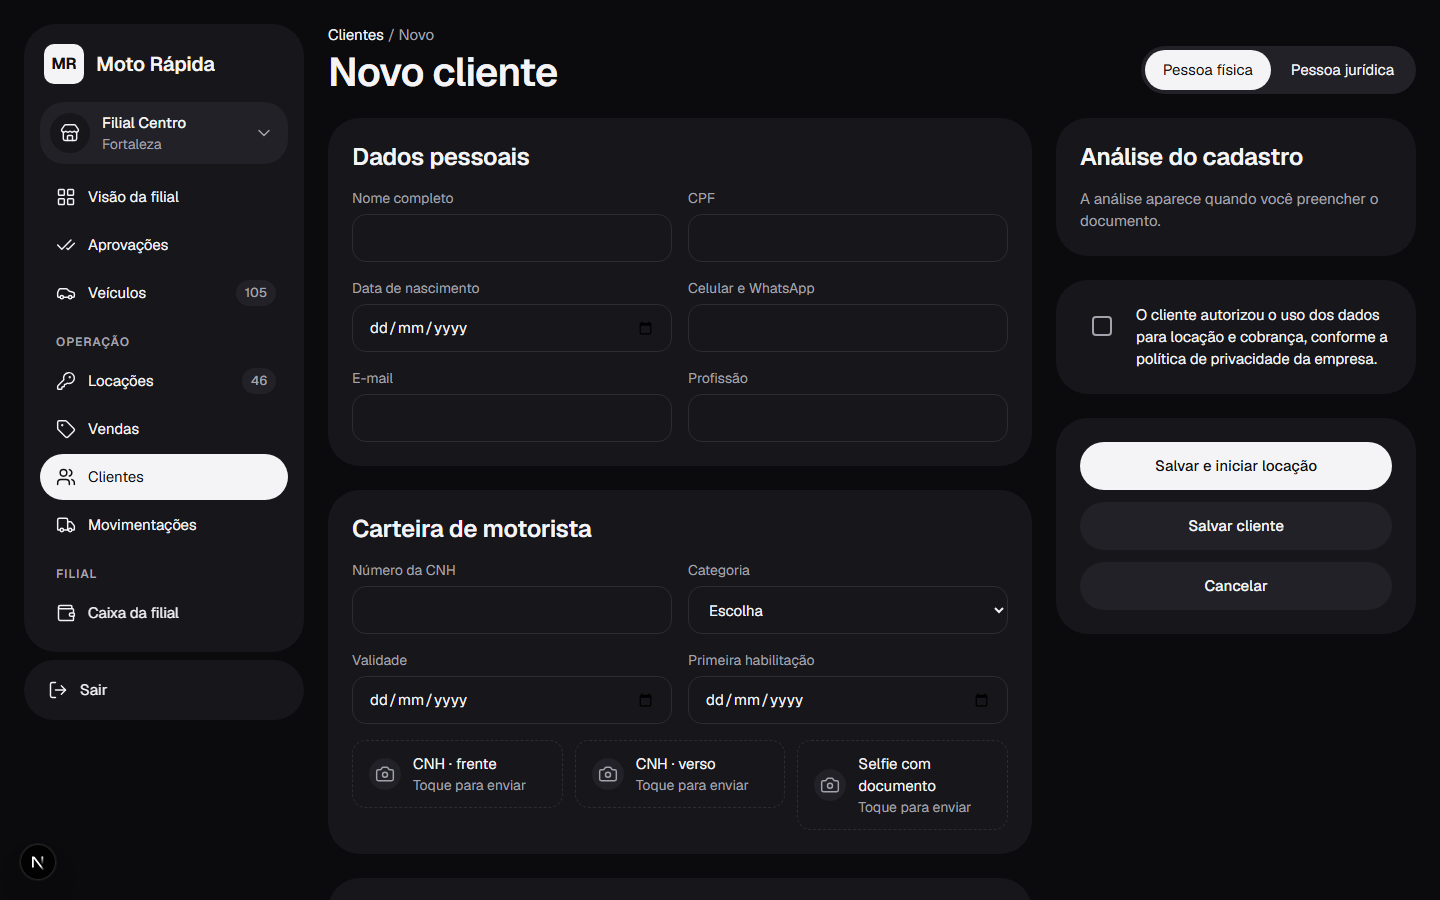 MR
Moto Rápida
Filial Centro
Fortaleza
Visão da filial
Aprovações
Veículos
105
OPERAÇÃO
Locações
46
Vendas
Clientes
Movimentações
FILIAL
Caixa da filial
Sair
N
Clientes / Novo
Novo cliente
Pessoa física
Pessoa jurídica
Dados pessoais
Nome completo
CPF
Data de nascimento
Celular e WhatsApp
dd/mm/yyyy
E-mail
Profissão
Carteira de motorista
Número da CNH
Categoria
Escolha
Validade
Primeira habilitação
dd/mm/yyyy
dd/mm/yyyy
CNH · frente
Toque para enviar
CNH · verso
Toque para enviar
Selfie com
documento
Toque para enviar
Análise do cadastro
A análise aparece quando você preencher o
documento.
O cliente autorizou o uso dos dados
para locação e cobrança, conforme a
política de privacidade da empresa.
Salvar e iniciar locação
Salvar cliente
Cancelar